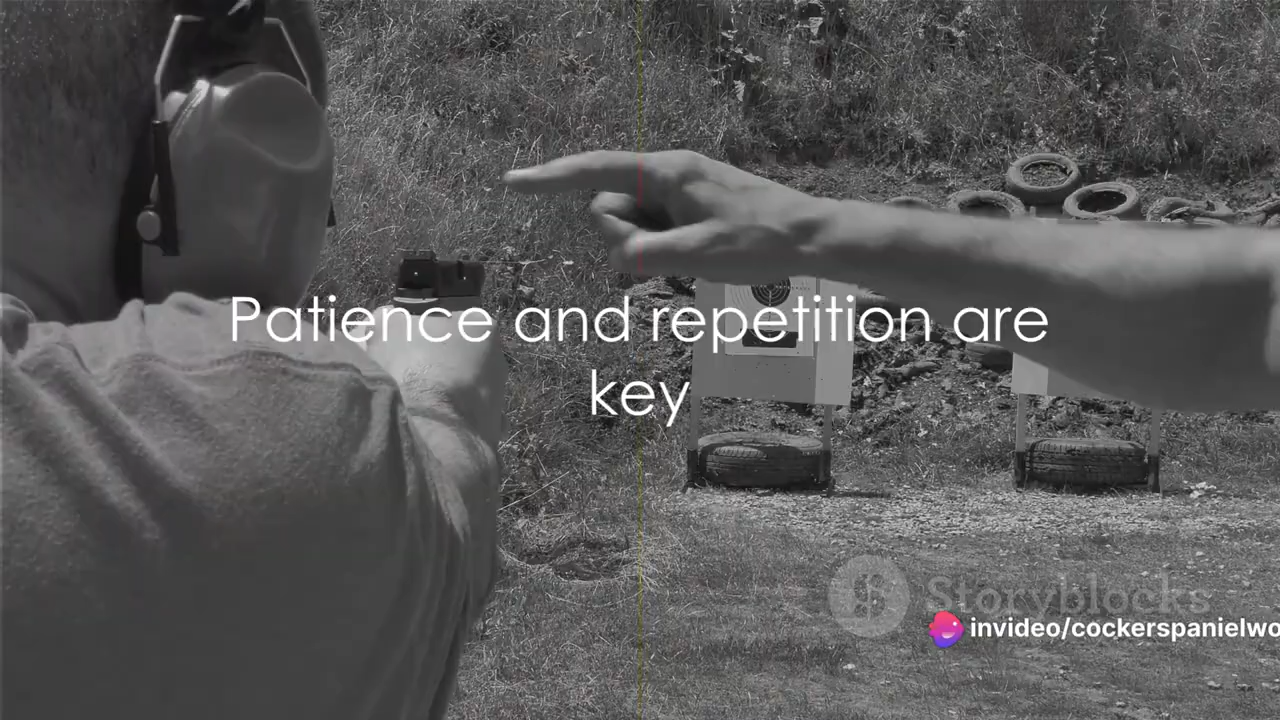 Patience and repetition are
key
Storyblocks
invideo/cockerspanielwo